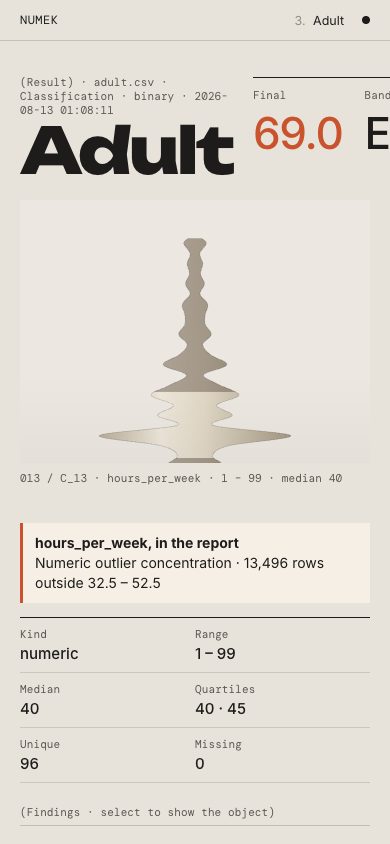 NUMEK
3. Adult
(Result) · adult.csv ·
Classification · binary · 2026-
08-13 01:08:11
Adult
Final
69.0
Band
E
013 / C_13 · hours_per_week · 1 – 99 · median 40
hours_per_week, in the report
Numeric outlier concentration · 13,496 rows
outside 32.5 – 52.5
Kind
numeric
Range
1 – 99
Median
40
Quartiles
40 · 45
Unique
96
Missing
0
(Findings · select to show the object)